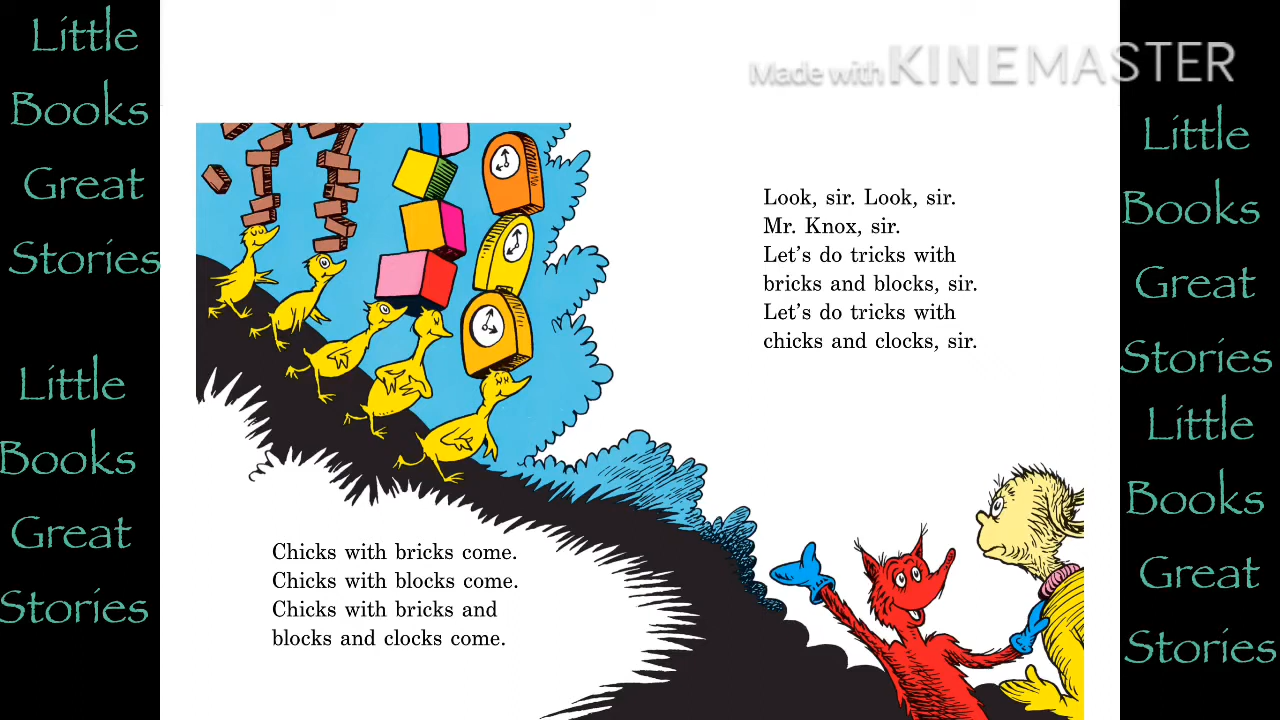 Little
Books
Great
Stories
Little
Books
Great
Stories
Made with KINEMASTER
Chicks with bricks come.
Chicks with blocks come.
Chicks with bricks and
blocks and clocks come.
Look, sir. Look, sir.
Mr. Knox, sir.
Let's do tricks with
bricks and blocks, sir.
Let's do tricks with
chicks and clocks, sir.
Little
Books
Great
Stories
Little
Books
Great
Stories